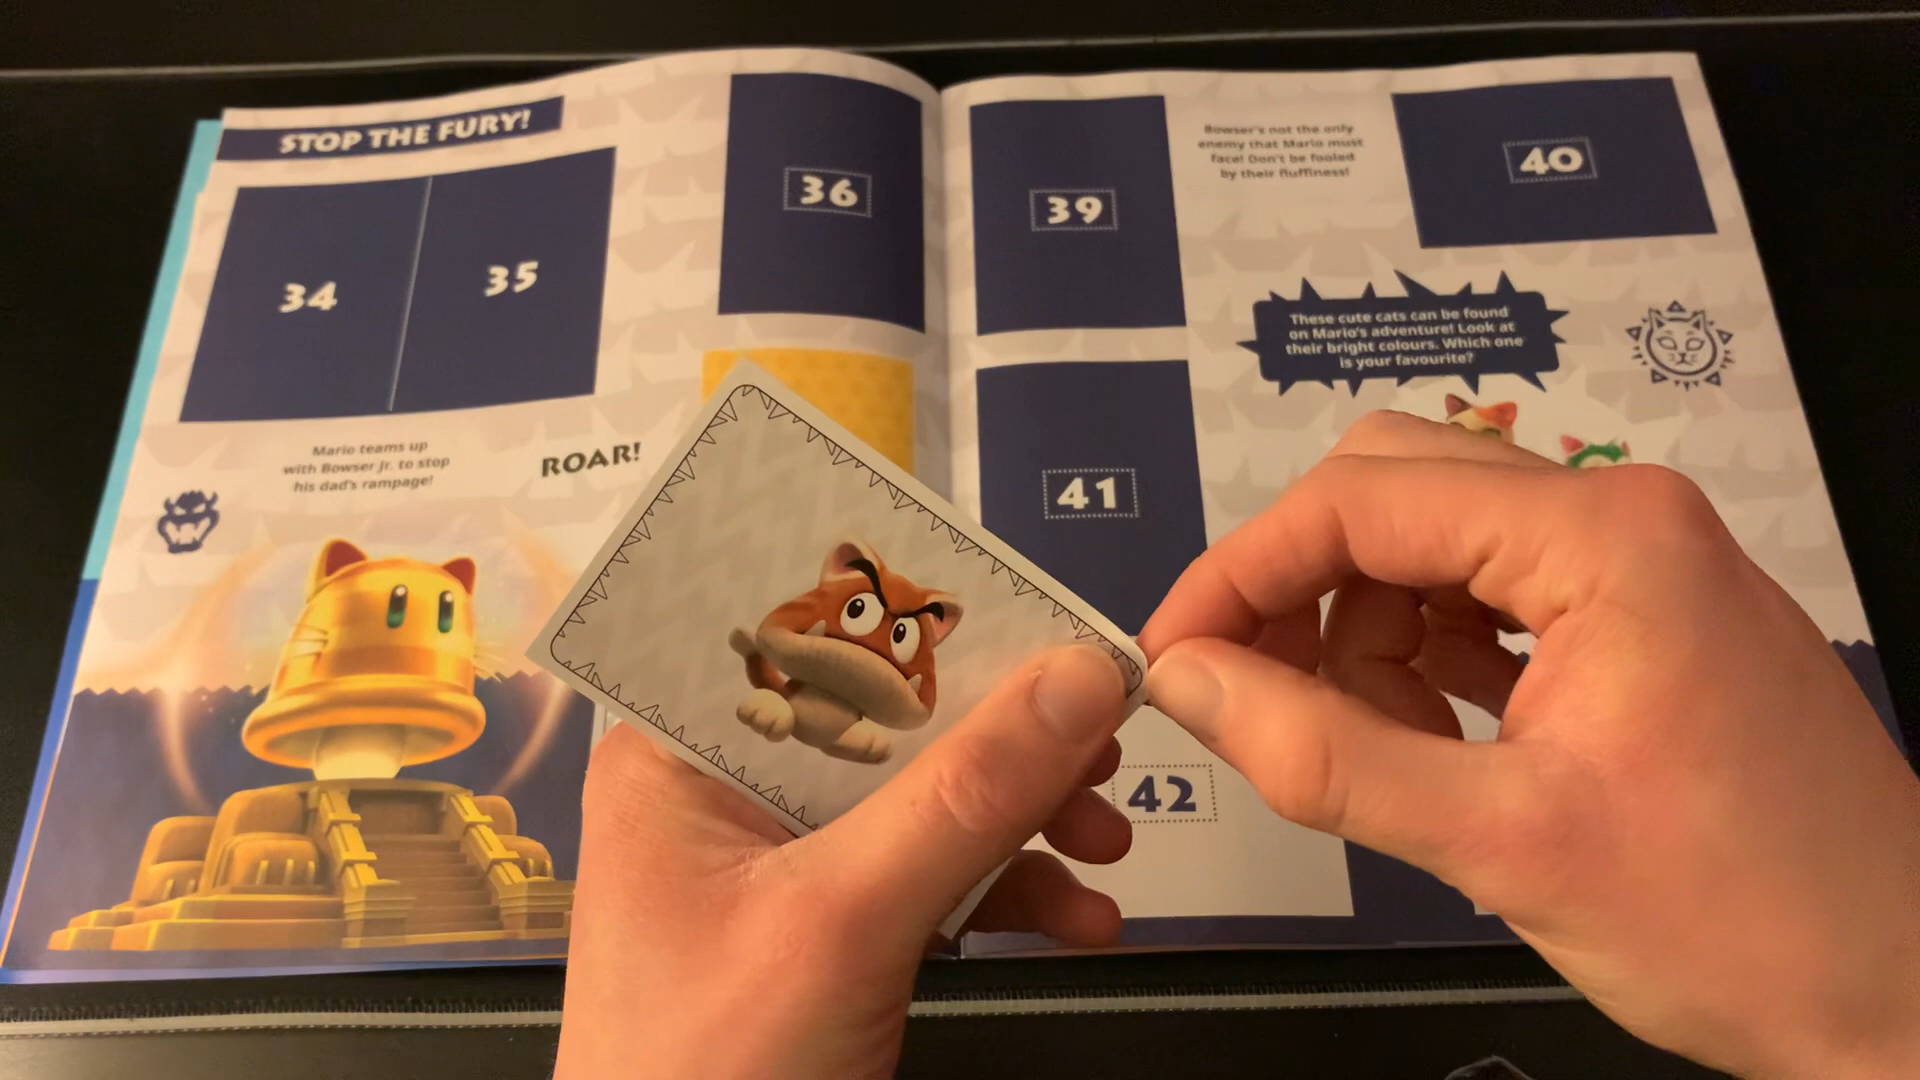 STOP THE FURY!
34
35
36
Mario teams up
with Bowser Jr. to stop
his dad's rampage!
ROAR!
39
Bowser's not the only
enemy that Mario must
face! Don't be fooled
by their fluffiness!
40
These cute cats can be found
on Mario's adventure! Look at
their bright colours. Which one
is your favourite?
41
42